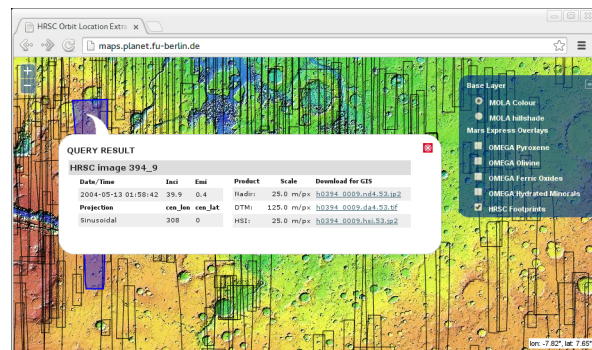 HRSC Orbit Location Extra
maps.planet.fu-berlin.de
Base Layer
MOLA Colour
MOLA hillshade
Mars Express Overlays
OMEGA Pyroxene
OMEGA Olivine
OMEGA Ferric Oxides
OMEGA Hydrated Minerals
HRSC Footprints
QUERY RESULT
HRSC image 394_9
Date/Time Inci Emi
2004-05-13 01:58:42 39.9 0.4
Projection cen_lon cen_lat
Sinusoidal 308 0
Product Scale Download for GIS
Nadir: 25.0 m/px h0394_0009.nd4.53.jp2
DTM: 125.0 m/px h0394_0009.da4.53.tif
HSI: 25.0 m/px h0394_0009.hsi.53.jp2
lon: -7.82°, lat: 7.65°